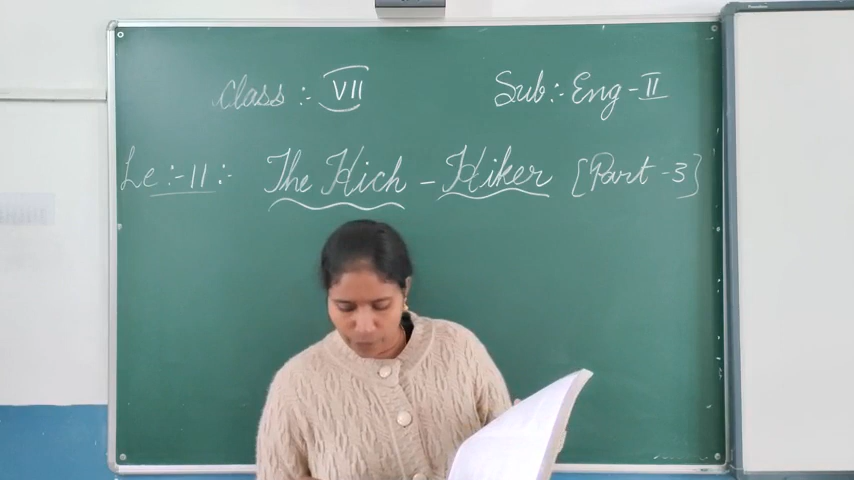 Class :- VII Sub:- Eng - II
Le :- 11 :- The Hich - Hiker [Part - 3]